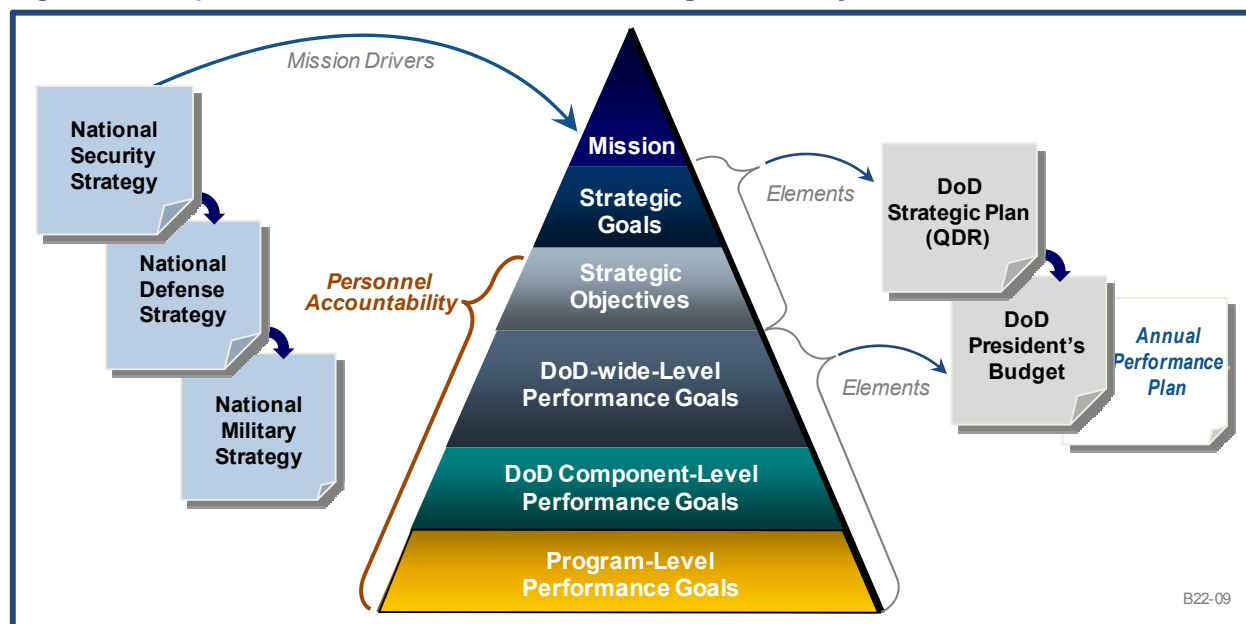 Mission Drivers
National
Security
Strategy
National
Defense
Strategy
National
Military
Strategy
Personnel
Accountability
Mission
Strategic
Goals
Strategic
Objectives
DoD-wide-Level
Performance Goals
DoD Component-Level
Performance Goals
Program-Level
Performance Goals
Elements
Elements
DoD
Strategic Plan
(QDR)
DoD
President's
Budget
Annual
Performance
Plan
B22-09